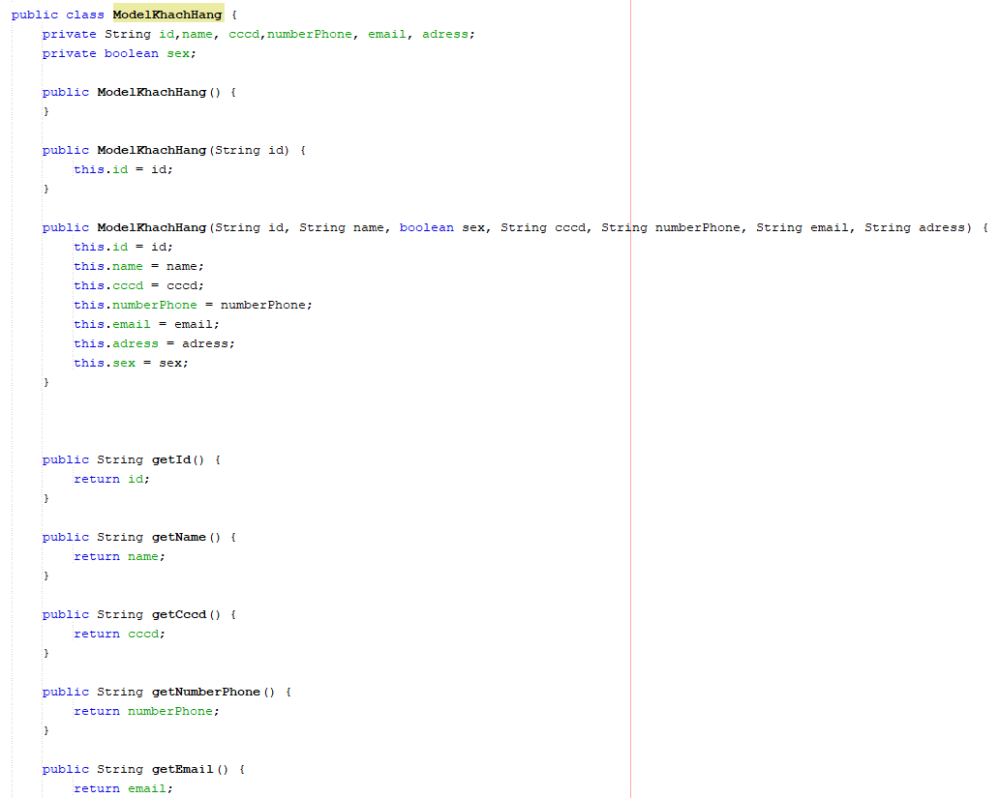 public class ModelKhachHang {
private String id,name, cccd,numberPhone, email, adress;
private boolean sex;
public ModelKhachHang() {
}
public ModelKhachHang(String id) {
this.id = id;
}
public ModelKhachHang(String id, String name, boolean sex, String cccd, String numberPhone, String email, String adress) {
this.id = id;
this.name = name;
this.cccd = cccd;
this.numberPhone = numberPhone;
this.email = email;
this.adress = adress;
this.sex = sex;
}
public String getId() {
return id;
}
public String getName() {
return name;
}
public String getCccd() {
return cccd;
}
public String getNumberPhone() {
return numberPhone;
}
public String getEmail() {
return email;